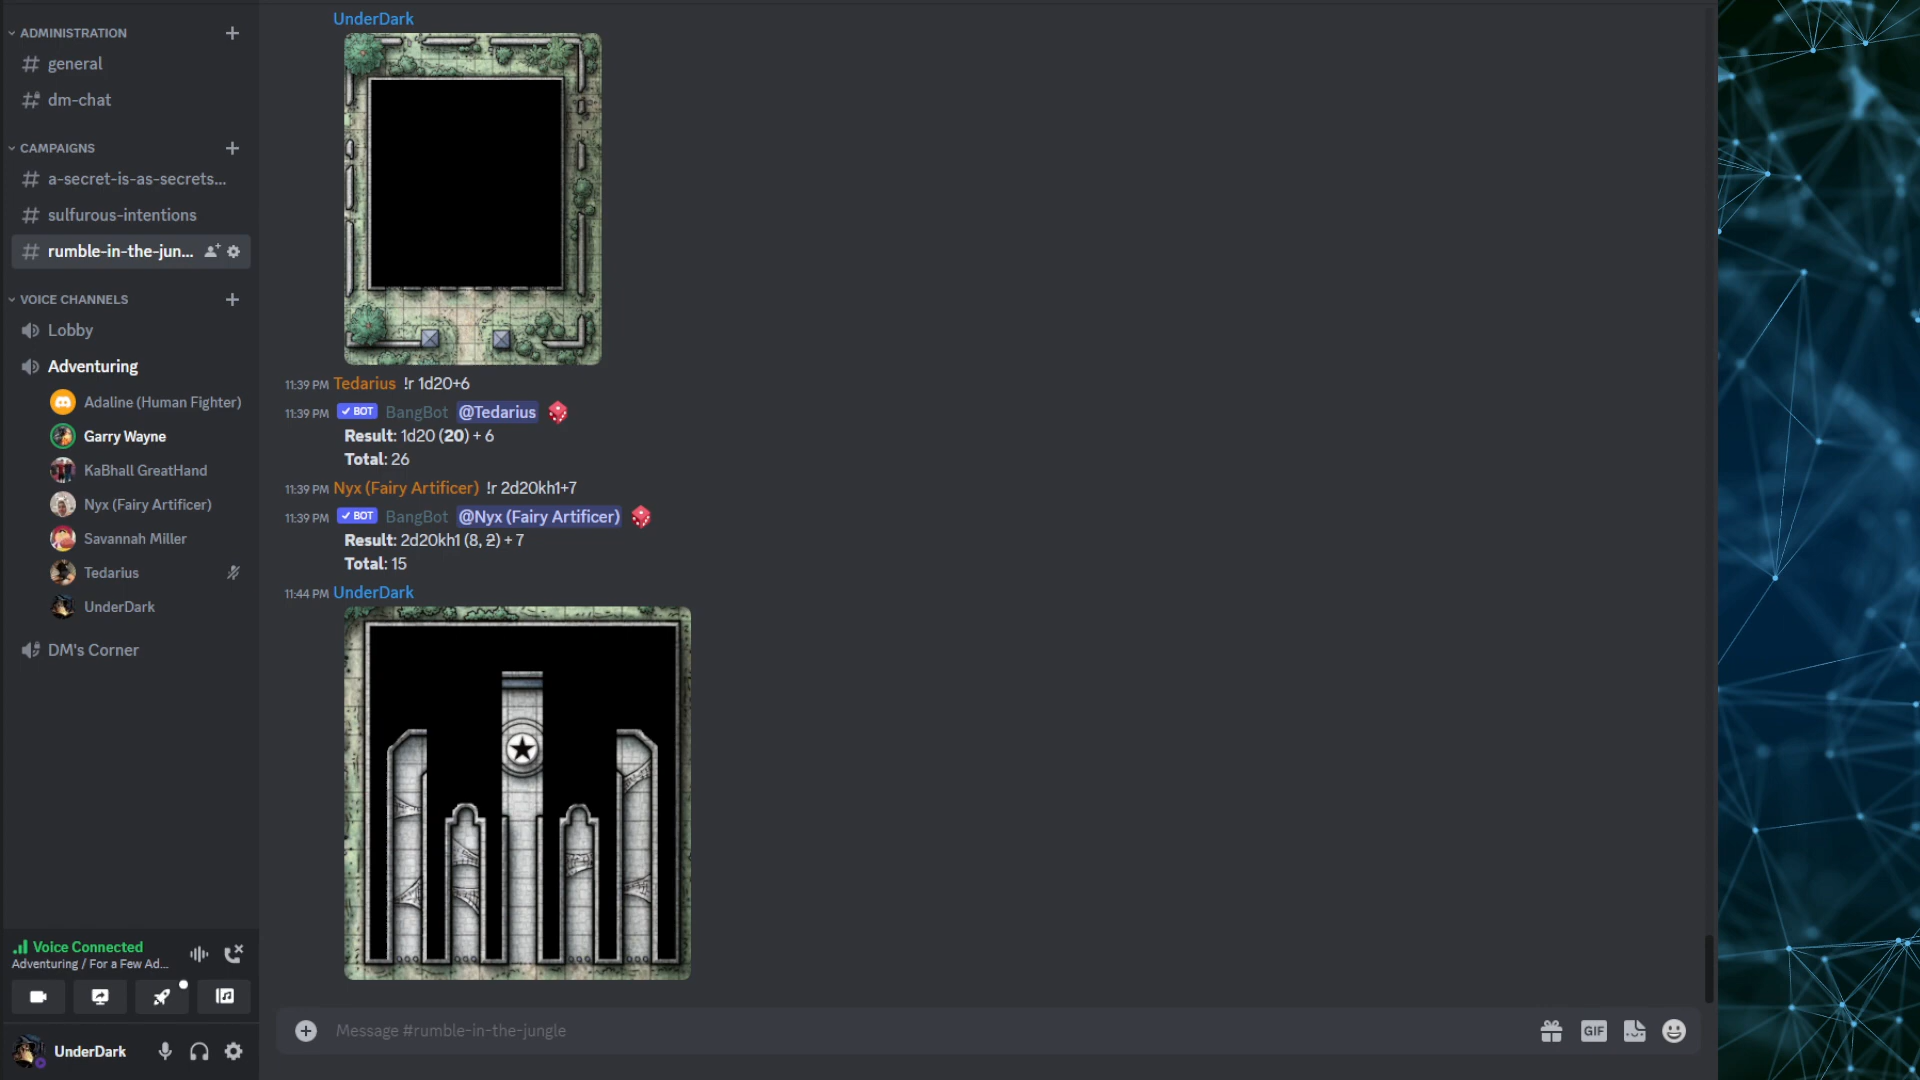 ADMINISTRATION
general
dm-chat
CAMPAIGNS
a-secret-is-as-secrets...
sulfurous-intentions
rumble-in-the-jun...
VOICE CHANNELS
Lobby
Adventuring
Adaline (Human Fighter)
Garry Wayne
KaBhall GreatHand
Nyx (Fairy Artificer)
Savannah Miller
Tedarius
UnderDark
DM's Corner
Voice Connected
Adventuring / For a Few Ad...
UnderDark
UnderDark
11:39 PM Tedarius !r 1d20+6
11:39 PM BOT BangBot @Tedarius
Result: 1d20 (20) + 6
Total: 26
11:39 PM Nyx (Fairy Artificer) !r 2d20kh1+7
11:39 PM BOT BangBot @Nyx (Fairy Artificer)
Result: 2d20kh1 (8, 2) + 7
Total: 15
11:44 PM UnderDark
Message #rumble-in-the-jungle
GIF